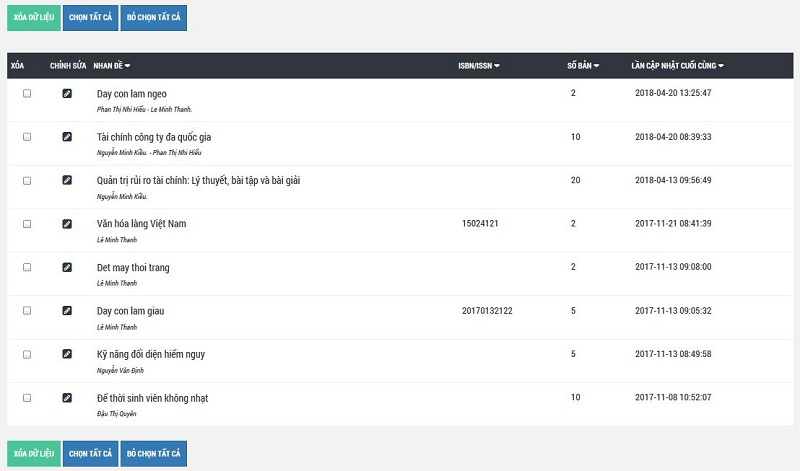 XÓA DỮ LIỆU CHỌN TẤT CẢ BỎ CHỌN TẤT CẢ
XÓA CHỈNH SỬA NHAN ĐỀ ISBN/ISSN SỐ BẢN LẦN CẬP NHẬT CUỐI CÙNG
Day con lam ngeo 2 2018-04-20 13:25:47
Phan Thị Nhi Hiếu - Le Minh Thanh.
Tài chính công ty đa quốc gia 10 2018-04-20 08:39:33
Nguyễn Minh Kiều. - Phan Thị Nhi Hiếu
Quản trị rủi ro tài chính: Lý thuyết, bài tập và bài giải 20 2018-04-13 09:56:49
Nguyễn Minh Kiều.
Văn hóa làng Việt Nam 15024121 2 2017-11-21 08:41:39
Lê Minh Thanh
Det may thoi trang 2 2017-11-13 09:08:00
Lê Minh Thanh
Day con lam giau 20170132122 5 2017-11-13 09:05:32
Lê Minh Thanh
Kỹ năng đối diện hiểm nguy 5 2017-11-13 08:49:58
Nguyễn Văn Định
Để thời sinh viên không nhạt 10 2017-11-08 10:52:07
Đậu Thị Quyên
XÓA DỮ LIỆU CHỌN TẤT CẢ BỎ CHỌN TẤT CẢ